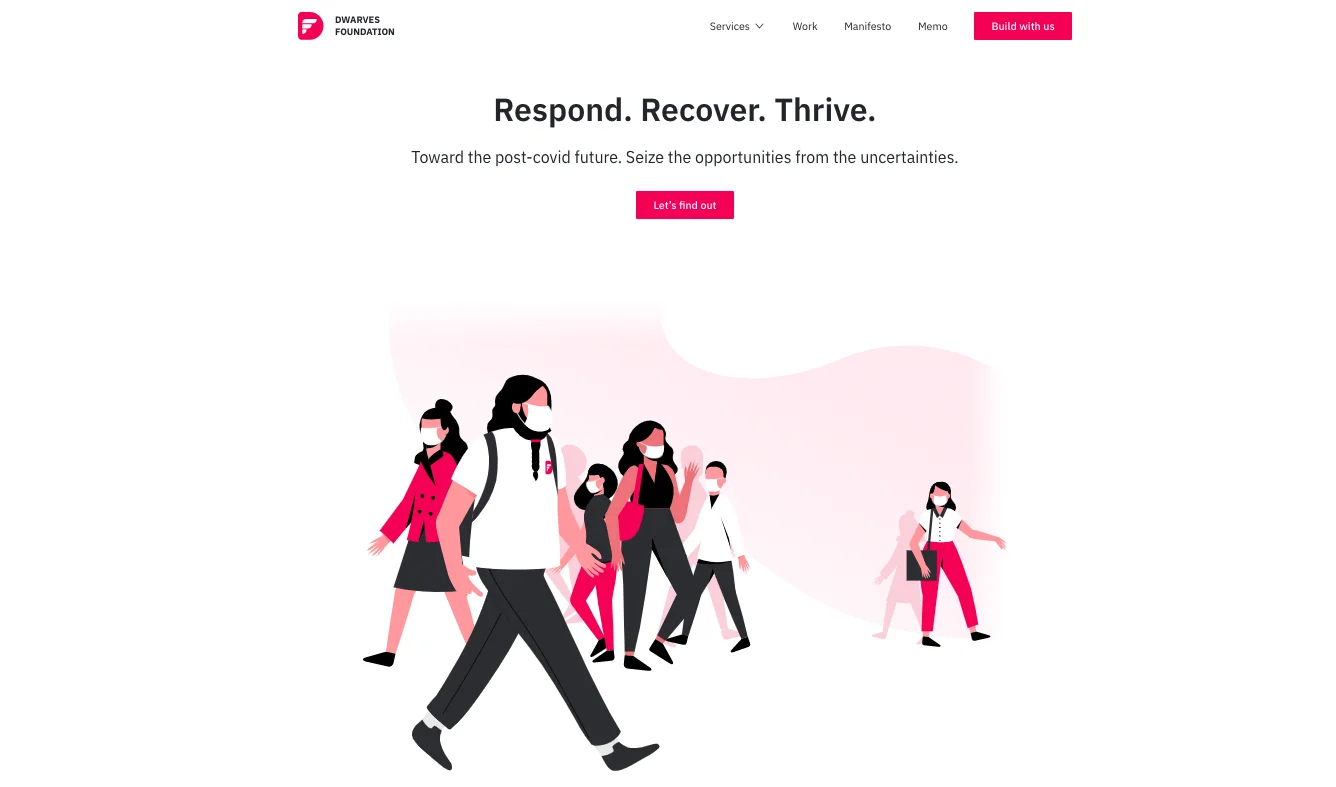 DWARVES
FOUNDATION
Services
Work
Manifesto
Memo
Build with us
Respond. Recover. Thrive.
Toward the post-covid future. Seize the opportunities from the uncertainties.
Let's find out